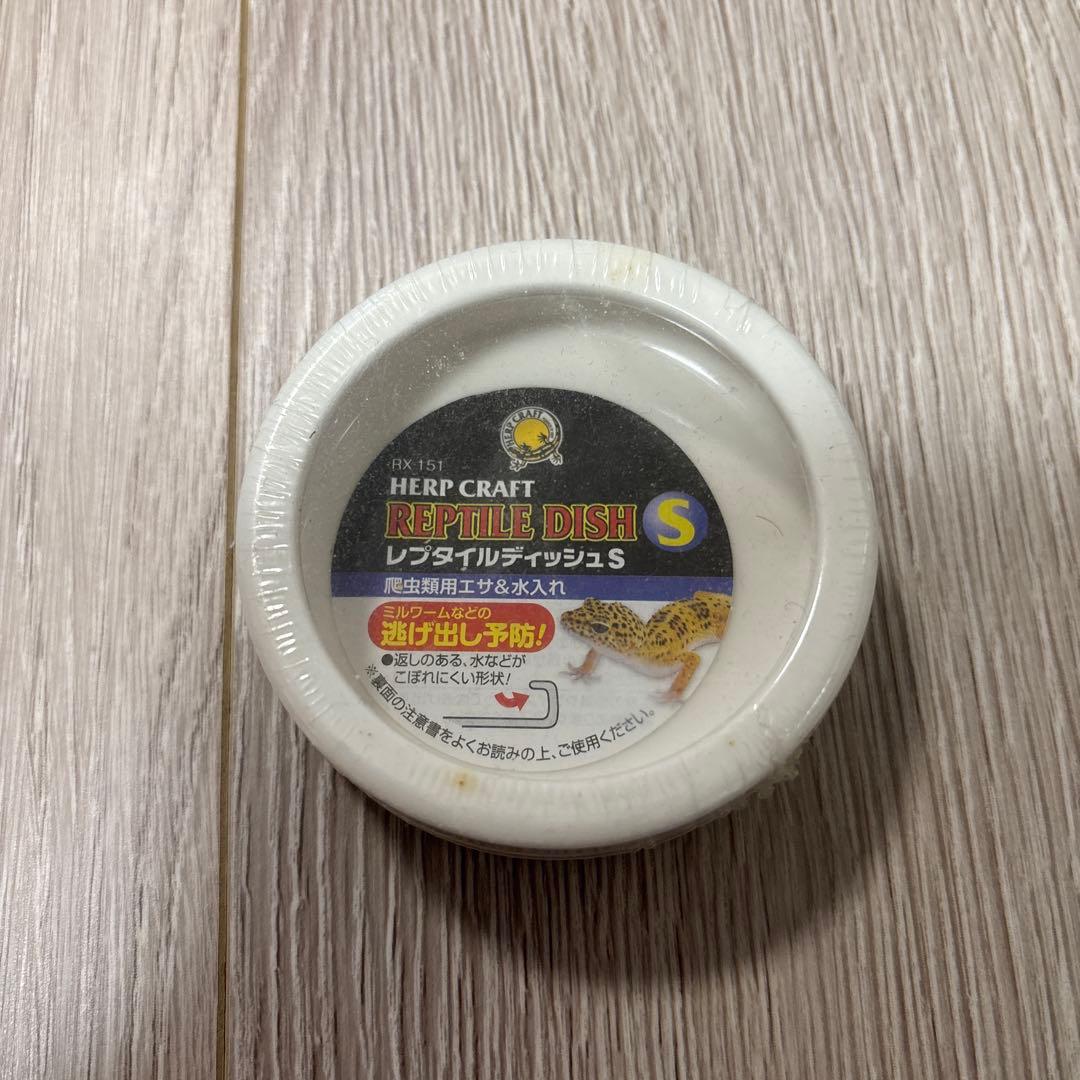 HERP CRAFT
RX-151
HERP CRAFT
REPTILE DISH S
レプタイルディッシュS
爬虫類用エサ&水入れ
ミルワームなどの
逃げ出し予防!
●返しのある、水などが
こぼれにくい形状!
※裏面の注意書をよくお読みの上、ご使用ください。